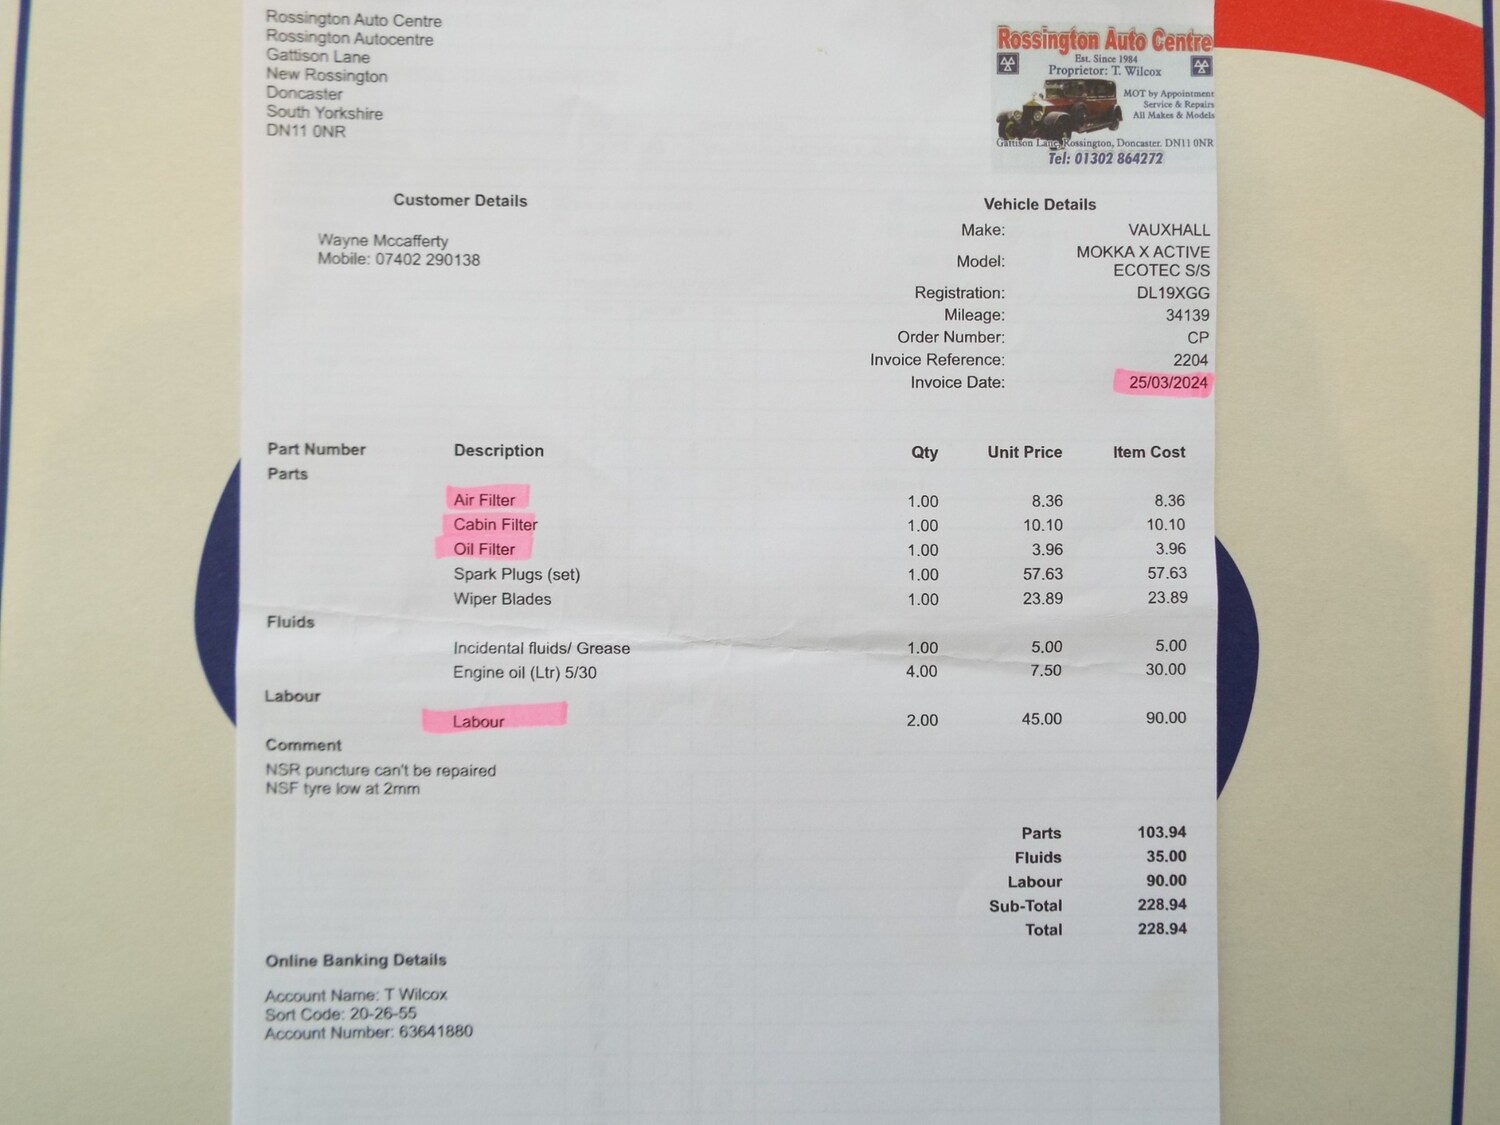 Rossington Auto Centre
Rossington Autocentre
Gattison Lane
New Rossington
Doncaster
South Yorkshire
DN11 0NR
Rossington Auto Centre
Est. Since 1984
Proprietor: T. Wilcox
MOT by Appointment
Service & Repairs
All Makes & Models
Gattison Lane, Rossington, Doncaster. DN11 0NR
Tel: 01302 864272
Customer Details
Wayne Mccafferty
Mobile: 07402 290138
Vehicle Details
Make: VAUXHALL
Model: MOKKA X ACTIVE
ECOTEC S/S
Registration: DL19XGG
Mileage: 34139
Order Number: CP
Invoice Reference: 2204
Invoice Date: 25/03/2024
Part Number Description Qty Unit Price Item Cost
Parts
Air Filter 1.00 8.36 8.36
Cabin Filter 1.00 10.10 10.10
Oil Filter 1.00 3.96 3.96
Spark Plugs (set) 1.00 57.63 57.63
Wiper Blades 1.00 23.89 23.89
Fluids
Incidental fluids/ Grease 1.00 5.00 5.00
Engine oil (Ltr) 5/30 4.00 7.50 30.00
Labour
Labour 2.00 45.00 90.00
Comment
NSR puncture can't be repaired
NSF tyre low at 2mm
Parts 103.94
Fluids 35.00
Labour 90.00
Sub-Total 228.94
Total 228.94
Online Banking Details
Account Name: T Wilcox
Sort Code: 20-26-55
Account Number: 63641880